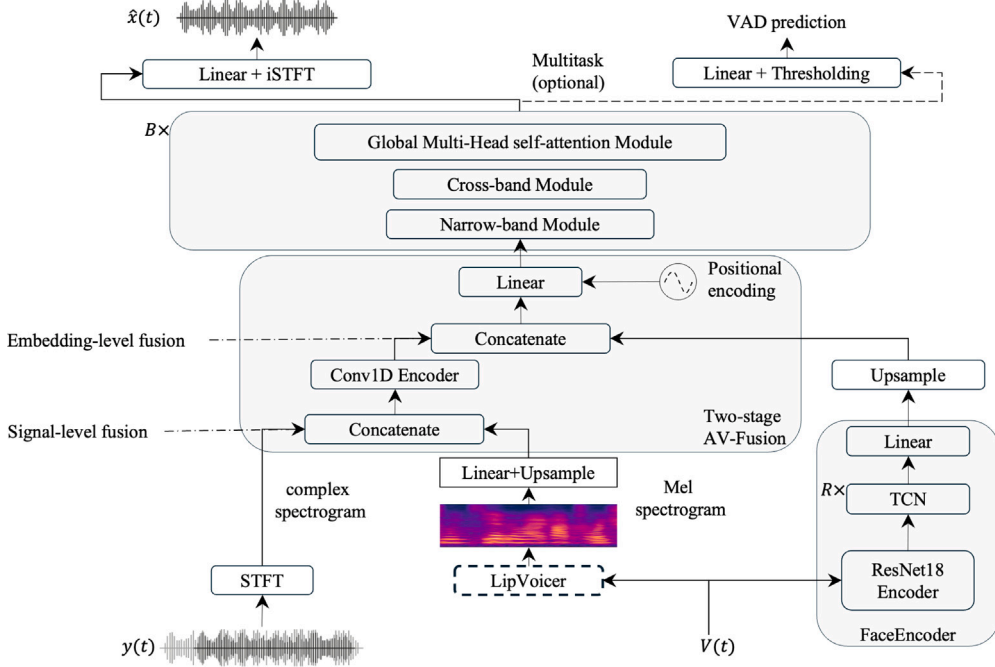 x̂(t)
VAD prediction
Linear + iSTFT
Multitask
(optional)
Linear + Thresholding
B×
Global Multi-Head self-attention Module
Cross-band Module
Narrow-band Module
Linear
Positional
encoding
Embedding-level fusion
Concatenate
Conv1D Encoder
Upsample
Signal-level fusion
Concatenate
Two-stage
AV-Fusion
Linear
Linear+Upsample
complex
spectrogram
Mel
spectrogram
R×
TCN
STFT
LipVoicer
ResNet18
Encoder
y(t)
V(t)
FaceEncoder